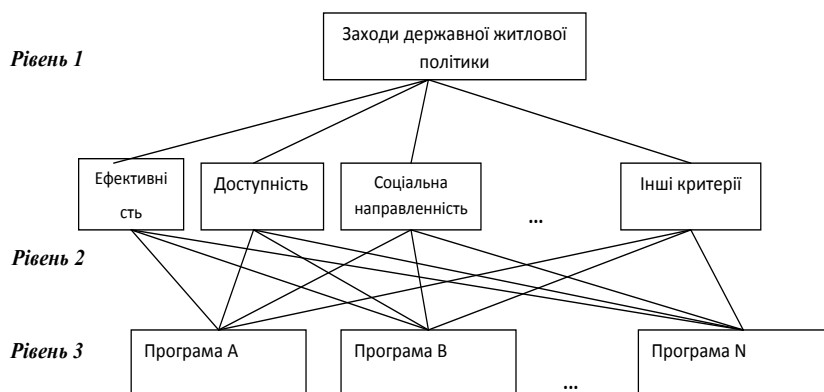 Заходи державної житлової
політики
Рівень 1
Ефективні
сть
Доступність
Соціальна
направленність
...
Інші критерії
Рівень 2
Рівень 3
Програма А
Програма В
...
Програма N